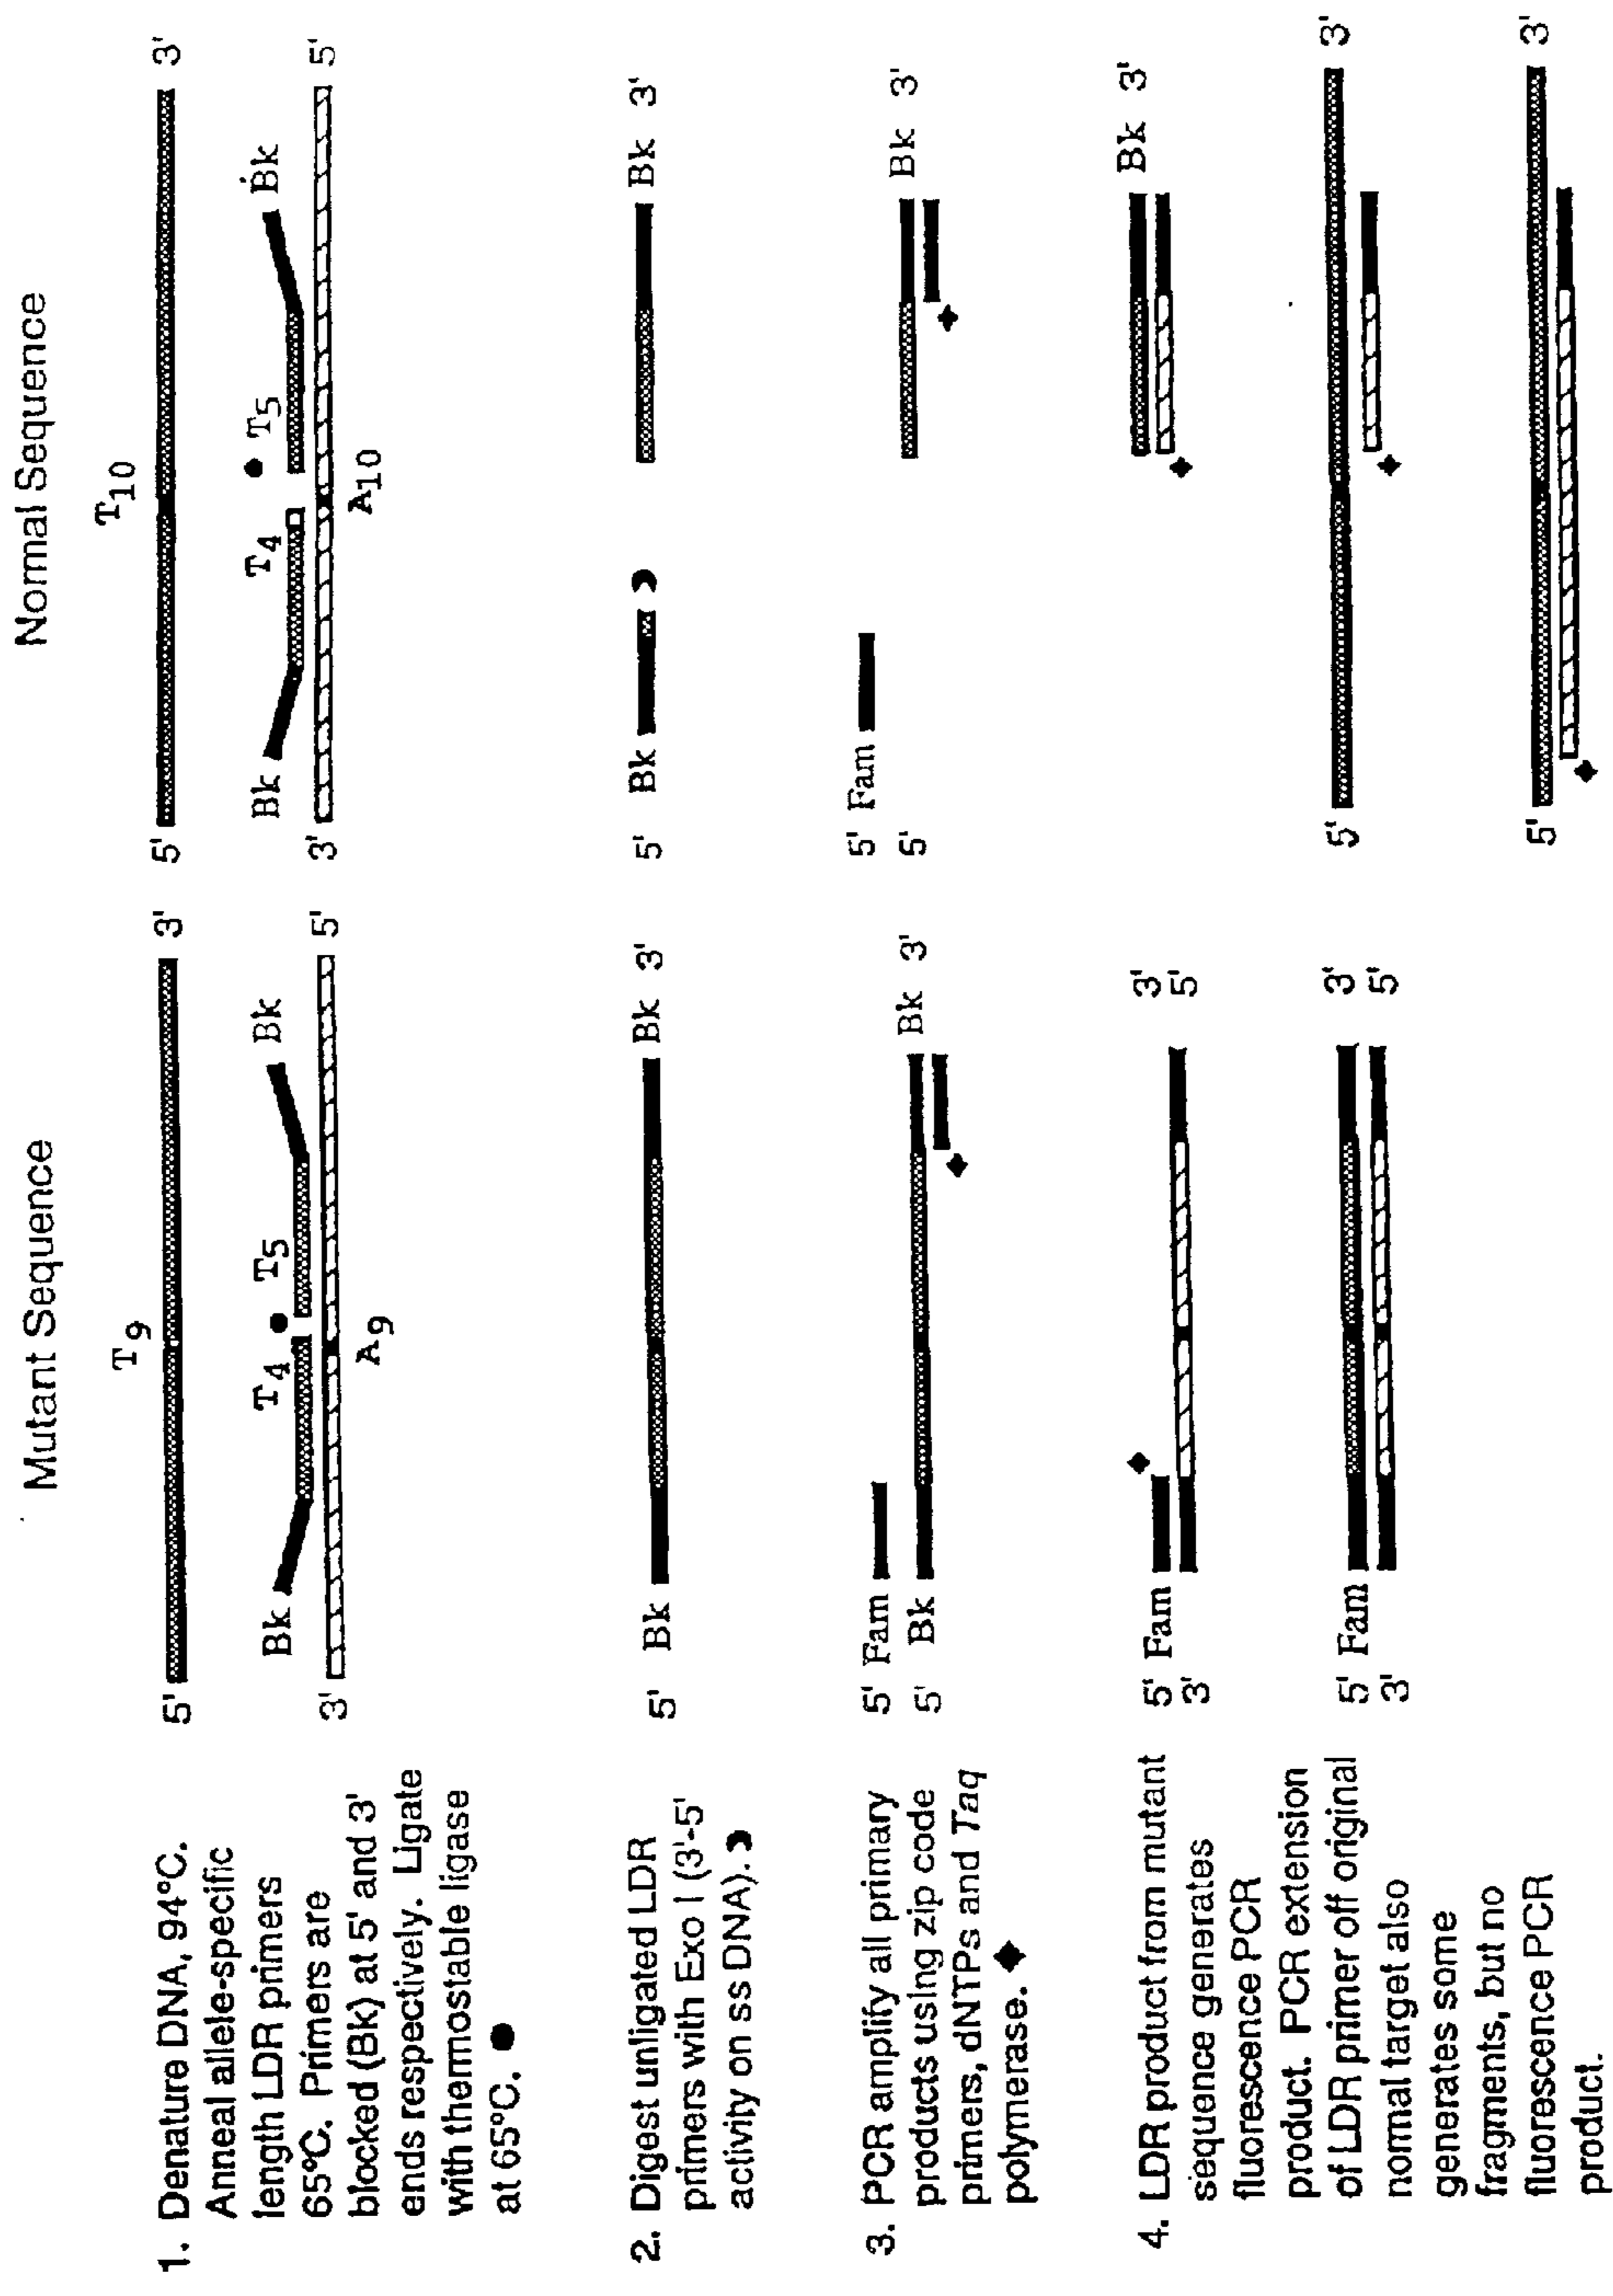 Mutant Sequence
Normal Sequence
1. Denature DNA, 94°C.
Anneal allele-specific
length LDR primers
65°C. Primers are
blocked (Bk) at 5' and 3'
ends respectively. Ligate
with thermostable ligase
at 65°C. ●
5' T9 3'
Bk T4 ● T5 Bk
3' A9 5'
5' T10 3'
Bk T4 ● T5 Bk
3' A10 5'
2. Digest unligated LDR
primers with Exo I (3'-5'
activity on ss DNA).
5' Bk Bk 3'
5' Bk Bk 3'
3. PCR amplify all primary
products using zip code
primers, dNTPs and Taq
polymerase. ◆
5' Fam
5' Bk Bk 3'
5' Fam
5' Bk 3'
4. LDR product from mutant
sequence generates
fluorescence PCR
product. PCR extension
of LDR primer off original
normal target also
generates some
fragments, but no
fluorescence PCR
product.
5' Fam 3'
3' 5'
5' Fam 3'
3' 5'
Bk 3'
5' 3'
5' 3'